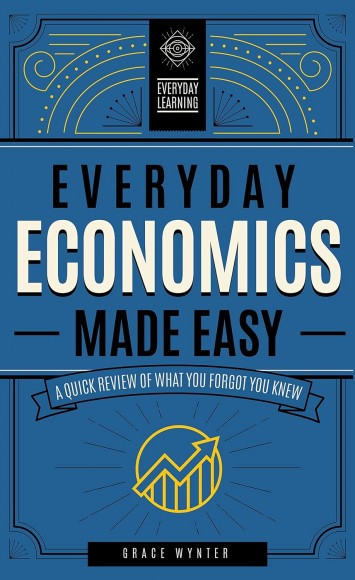 EVERYDAY
LEARNING
EVERYDAY
ECONOMICS
MADE EASY
A QUICK REVIEW OF WHAT YOU FORGOT YOU KNEW
GRACE WYNTER